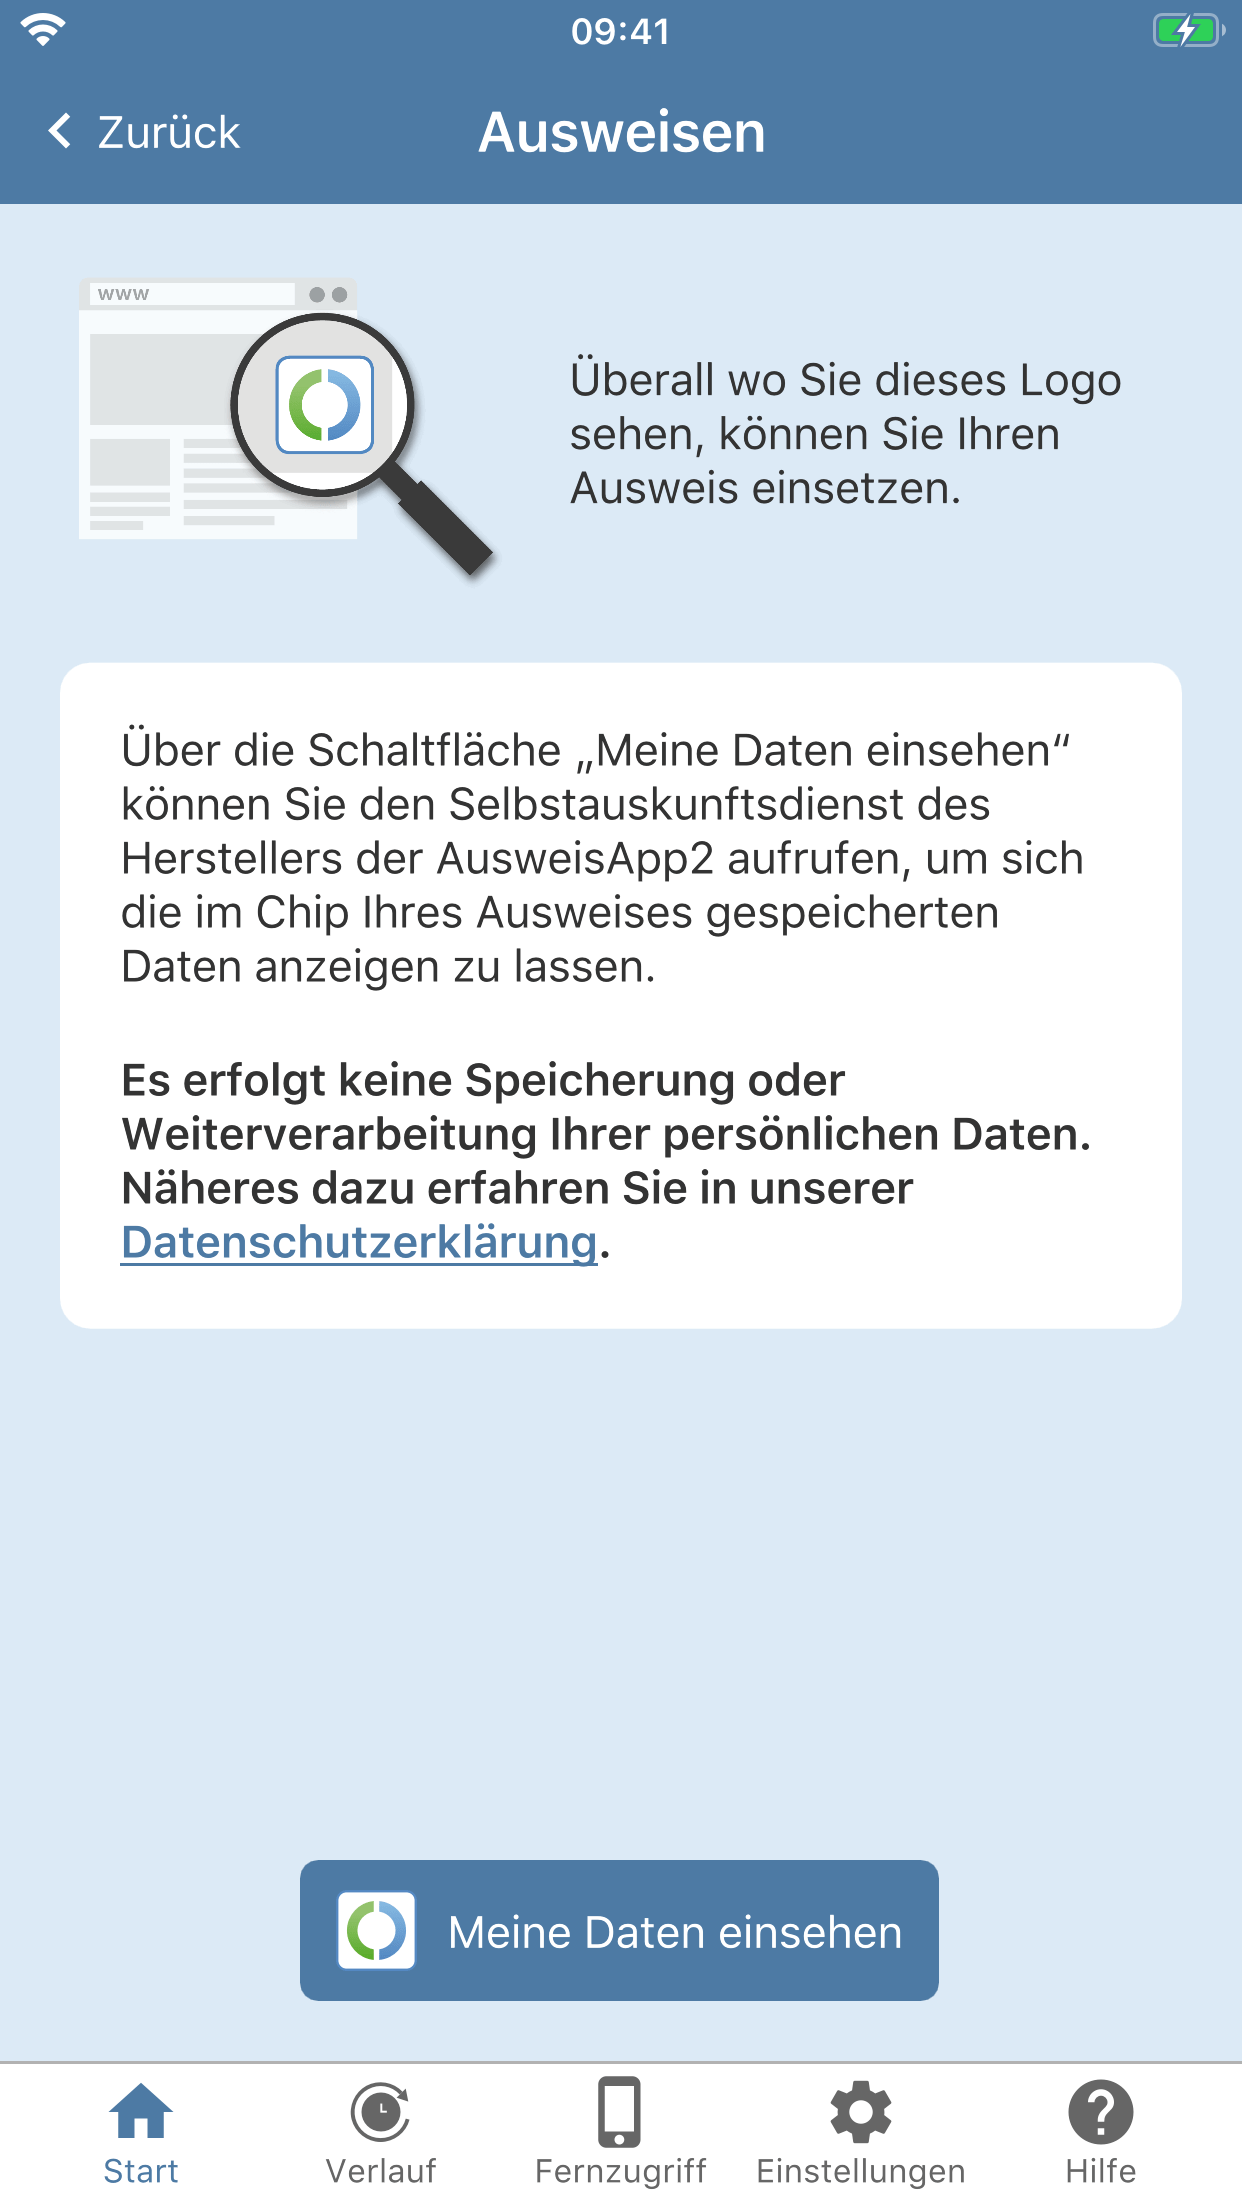 09:41
Zurück
Ausweisen
www
Überall wo Sie dieses Logo
sehen, können Sie Ihren
Ausweis einsetzen.
Über die Schaltfläche „Meine Daten einsehen“
können Sie den Selbstauskunftsdienst des
Herstellers der AusweisApp2 aufrufen, um sich
die im Chip Ihres Ausweises gespeicherten
Daten anzeigen zu lassen.
Es erfolgt keine Speicherung oder
Weiterverarbeitung Ihrer persönlichen Daten.
Näheres dazu erfahren Sie in unserer
Datenschutzerklärung.
Meine Daten einsehen
Start
Verlauf
Fernzugriff
Einstellungen
Hilfe